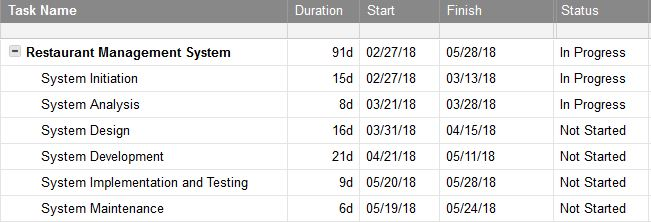 Task Name Duration Start Finish Status
Restaurant Management System 91d 02/27/18 05/28/18 In Progress
System Initiation 15d 02/27/18 03/13/18 In Progress
System Analysis 8d 03/21/18 03/28/18 In Progress
System Design 16d 03/31/18 04/15/18 Not Started
System Development 21d 04/21/18 05/11/18 Not Started
System Implementation and Testing 9d 05/20/18 05/28/18 Not Started
System Maintenance 6d 05/19/18 05/24/18 Not Started